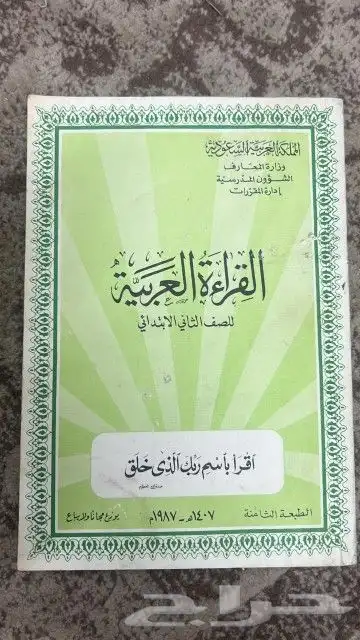 المملكة العربية السعودية
وزارة المعارف
الشؤون المدرسية
إدارة المقررات
القراءة العربية
للصف الثاني الابتدائي
اقرأ باسم ربك الذي خلق
الطبعة الثامنة ١٤٠٧هـ - ١٩٨٧م يوزع مجانا ولا يباع
حراج